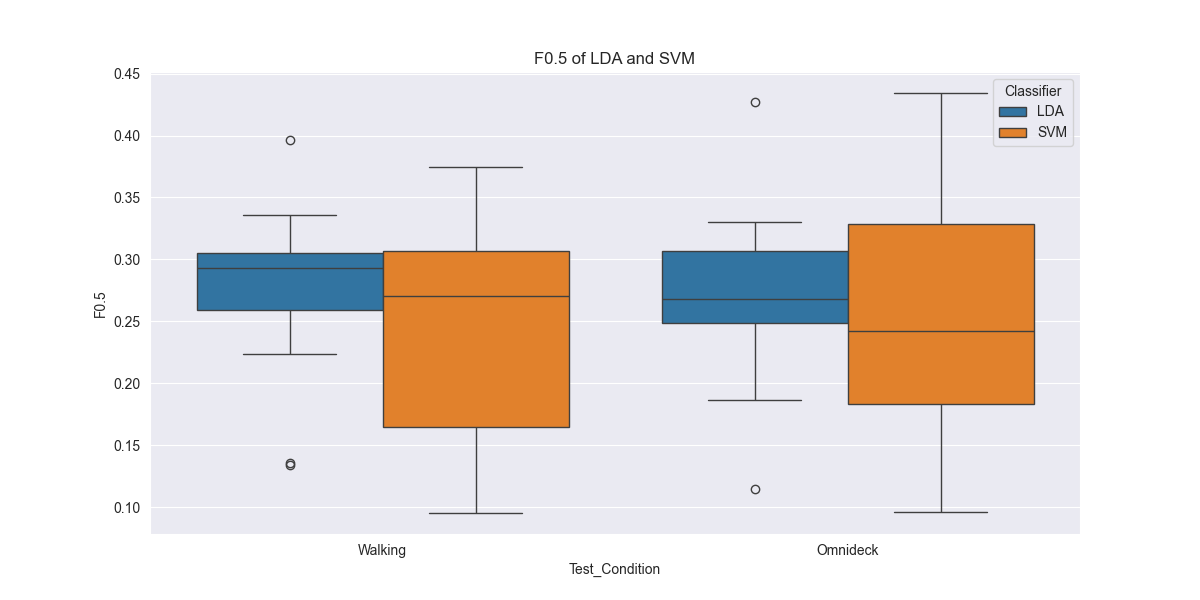 F0.5 of LDA and SVM
Classifier
LDA
SVM
F0.5
0.45
0.40
0.35
0.30
0.25
0.20
0.15
0.10
Walking
Omnideck
Test_Condition